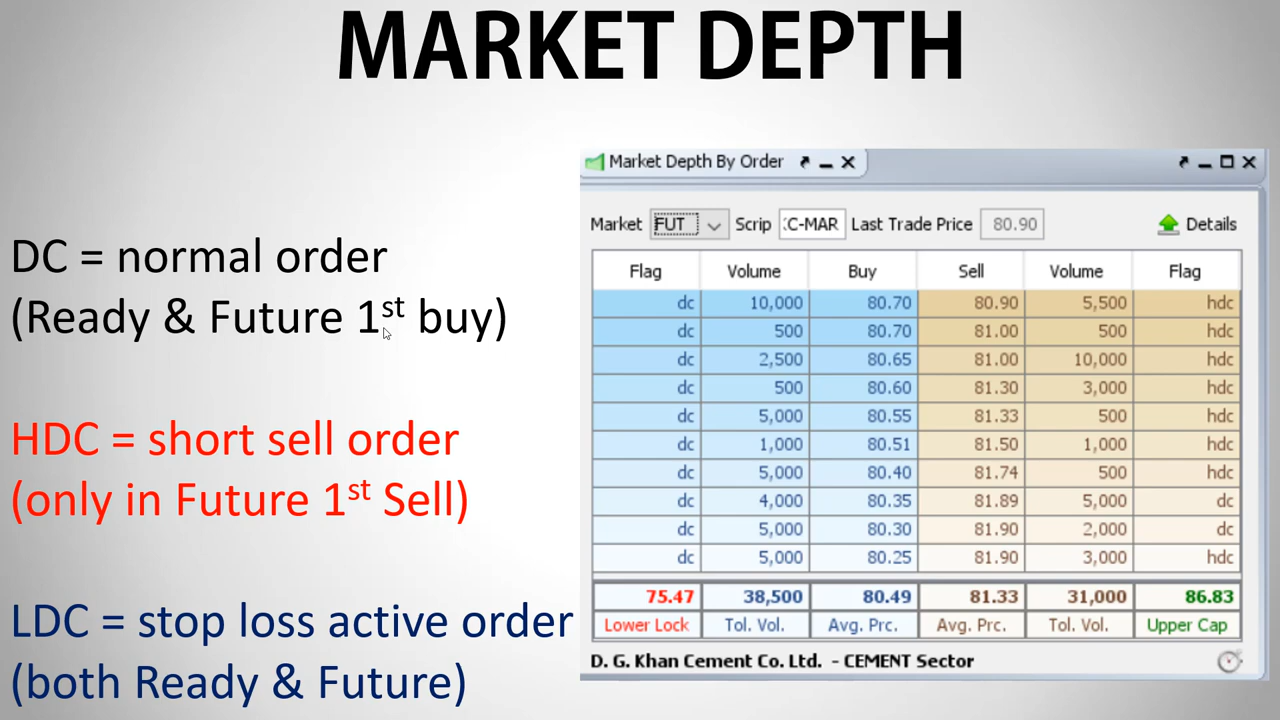 MARKET DEPTH
DC = normal order
(Ready & Future 1st buy)
HDC = short sell order
(only in Future 1st Sell)
LDC = stop loss active order
(both Ready & Future)
Market Depth By Order
Market FUT Scrip C-MAR Last Trade Price 80.90 Details
Flag Volume Buy Sell Volume Flag
dc 10,000 80.70 80.90 5,500 hdc
dc 500 80.70 81.00 500 hdc
dc 2,500 80.65 81.00 10,000 hdc
dc 500 80.60 81.30 3,000 hdc
dc 5,000 80.55 81.33 500 hdc
dc 1,000 80.51 81.50 1,000 hdc
dc 5,000 80.40 81.74 500 hdc
dc 4,000 80.35 81.89 5,000 dc
dc 5,000 80.30 81.90 2,000 dc
dc 5,000 80.25 81.90 3,000 hdc
75.47 38,500 80.49 81.33 31,000 86.83
Lower Lock Tol. Vol. Avg. Prc. Avg. Prc. Tol. Vol. Upper Cap
D. G. Khan Cement Co. Ltd. - CEMENT Sector